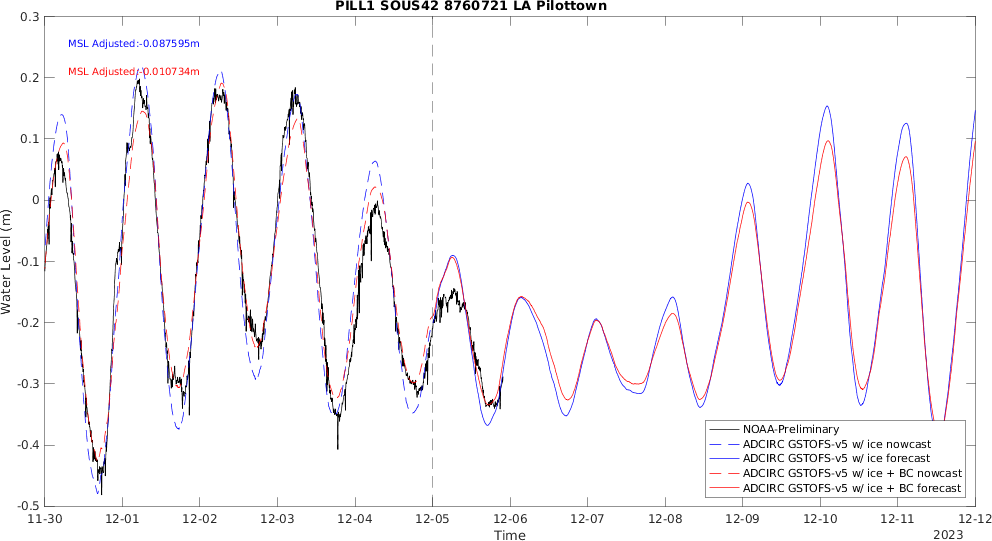 PILL1 SOUS42 8760721 LA Pilottown
MSL Adjusted:-0.087595m
MSL Adjusted:-0.010734m
0.3
0.2
0.1
0
-0.1
-0.2
-0.3
-0.4
-0.5
Water Level (m)
NOAA-Preliminary
ADCIRC GSTOFS-v5 w/ ice nowcast
ADCIRC GSTOFS-v5 w/ ice forecast
ADCIRC GSTOFS-v5 w/ ice + BC nowcast
ADCIRC GSTOFS-v5 w/ ice + BC forecast
11-30 12-01 12-02 12-03 12-04 12-05 12-06 12-07 12-08 12-09 12-10 12-11 12-12
Time
2023